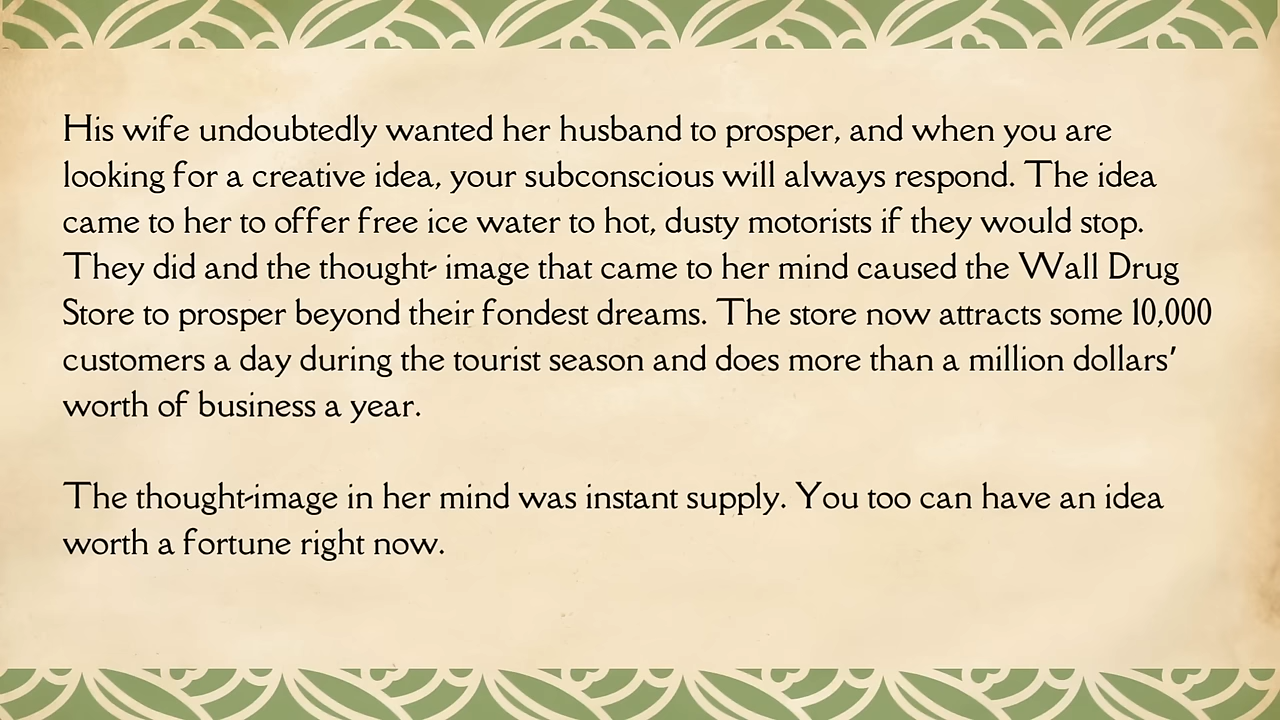 His wife undoubtedly wanted her husband to prosper, and when you are
looking for a creative idea, your subconscious will always respond. The idea
came to her to offer free ice water to hot, dusty motorists if they would stop.
They did and the thought- image that came to her mind caused the Wall Drug
Store to prosper beyond their fondest dreams. The store now attracts some 10,000
customers a day during the tourist season and does more than a million dollars'
worth of business a year.
The thought-image in her mind was instant supply. You too can have an idea
worth a fortune right now.